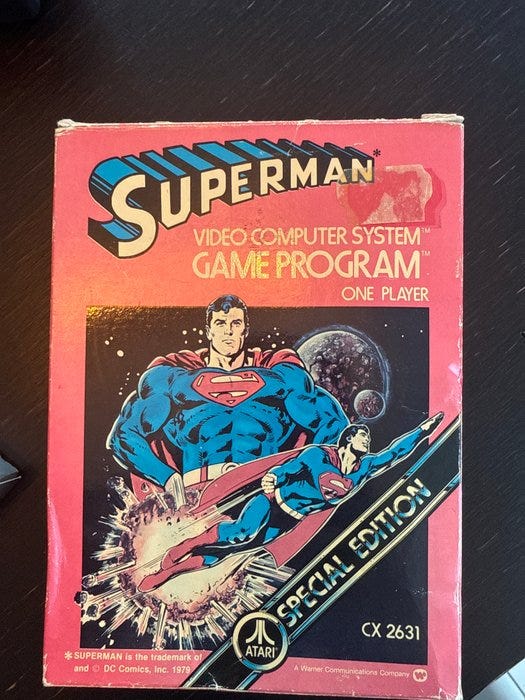 SUPERMAN*
VIDEO COMPUTER SYSTEM™
GAME PROGRAM™
ONE PLAYER
SPECIAL EDITION
ATARI®
CX 2631
*SUPERMAN is the trademark of
and © DC Comics, Inc. 1979
A Warner Communications Company